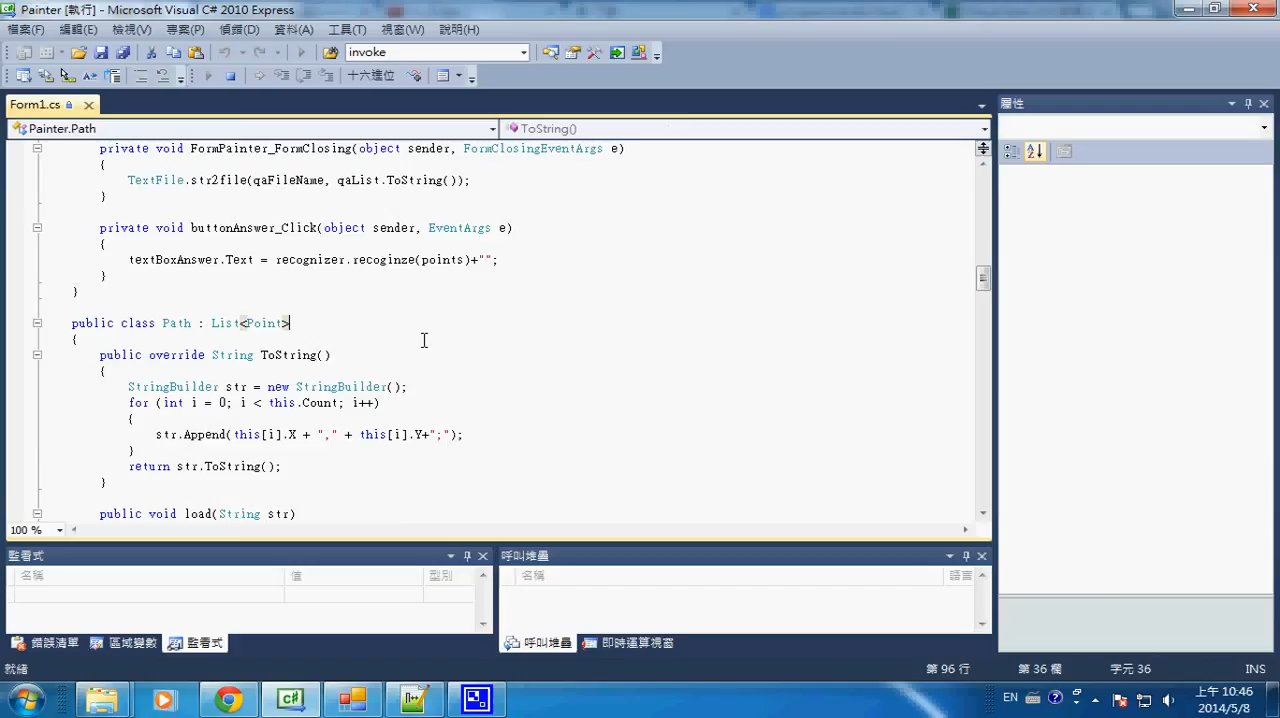 Painter [執行] - Microsoft Visual C# 2010 Express
檔案(F) 編輯(E) 檢視(V) 專案(P) 偵錯(D) 資料(A) 工具(T) 視窗(W) 說明(H)
invoke
十六進位
Form1.cs
屬性
Painter.Path
ToString()
private void FormPainter_FormClosing(object sender, FormClosingEventArgs e)
{
TextFile.str2file(qaFileName, qaList.ToString());
}
private void buttonAnswer_Click(object sender, EventArgs e)
{
textBoxAnswer.Text = recognizer.recoginze(points)+"";
}
}
public class Path : List<Point>
{
public override String ToString()
{
StringBuilder str = new StringBuilder();
for (int i = 0; i < this.Count; i++)
{
str.Append(this[i].X + "," + this[i].Y+";");
}
return str.ToString();
}
public void load(String str)
100 %
監看式
呼叫堆疊
名稱 值 型別
名稱 語言
錯誤清單 區域變數 監看式
呼叫堆疊 即時運算視窗
就緒
第 96 行 第 36 欄 字元 36 INS
EN
上午 10:46
2014/5/8